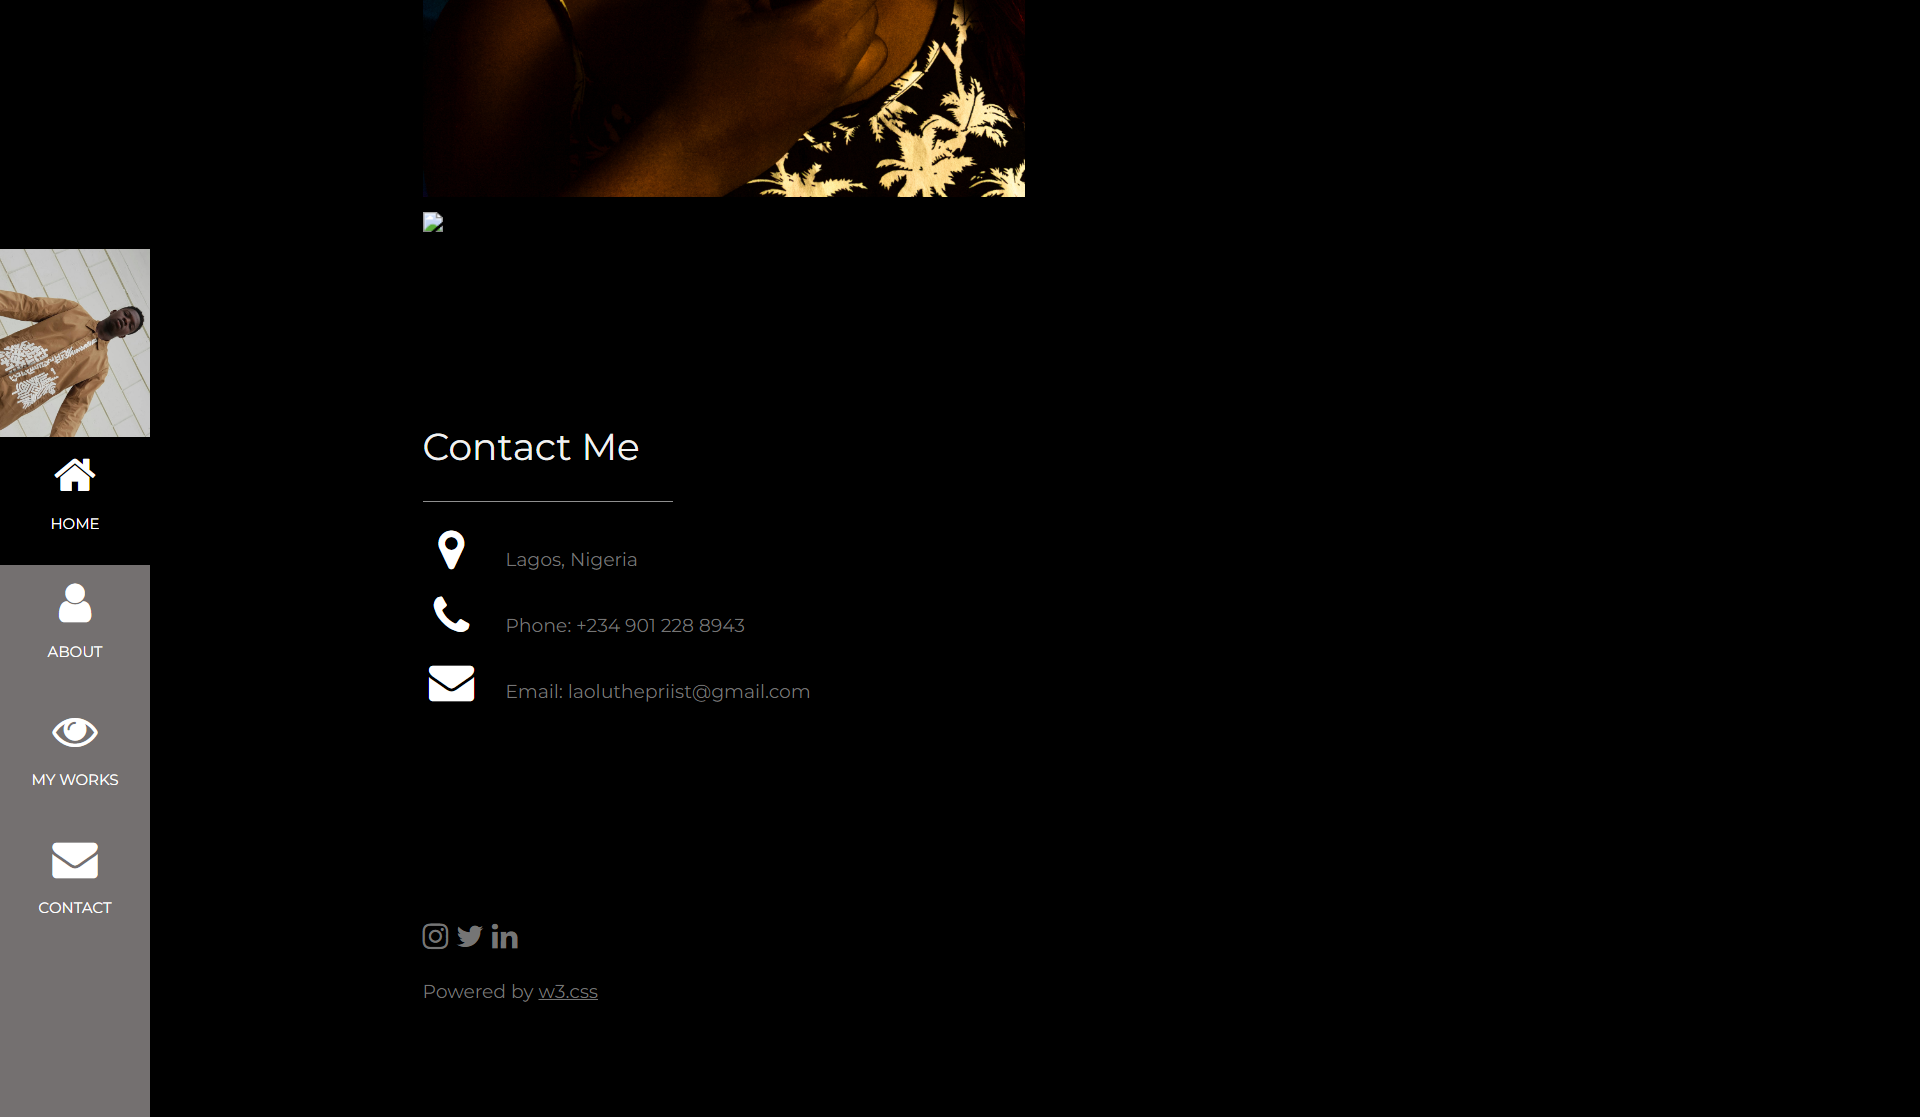 HOME
ABOUT
MY WORKS
CONTACT
Contact Me
Lagos, Nigeria
Phone: +234 901 228 8943
Email: laoluthepriist@gmail.com
Powered by w3.css